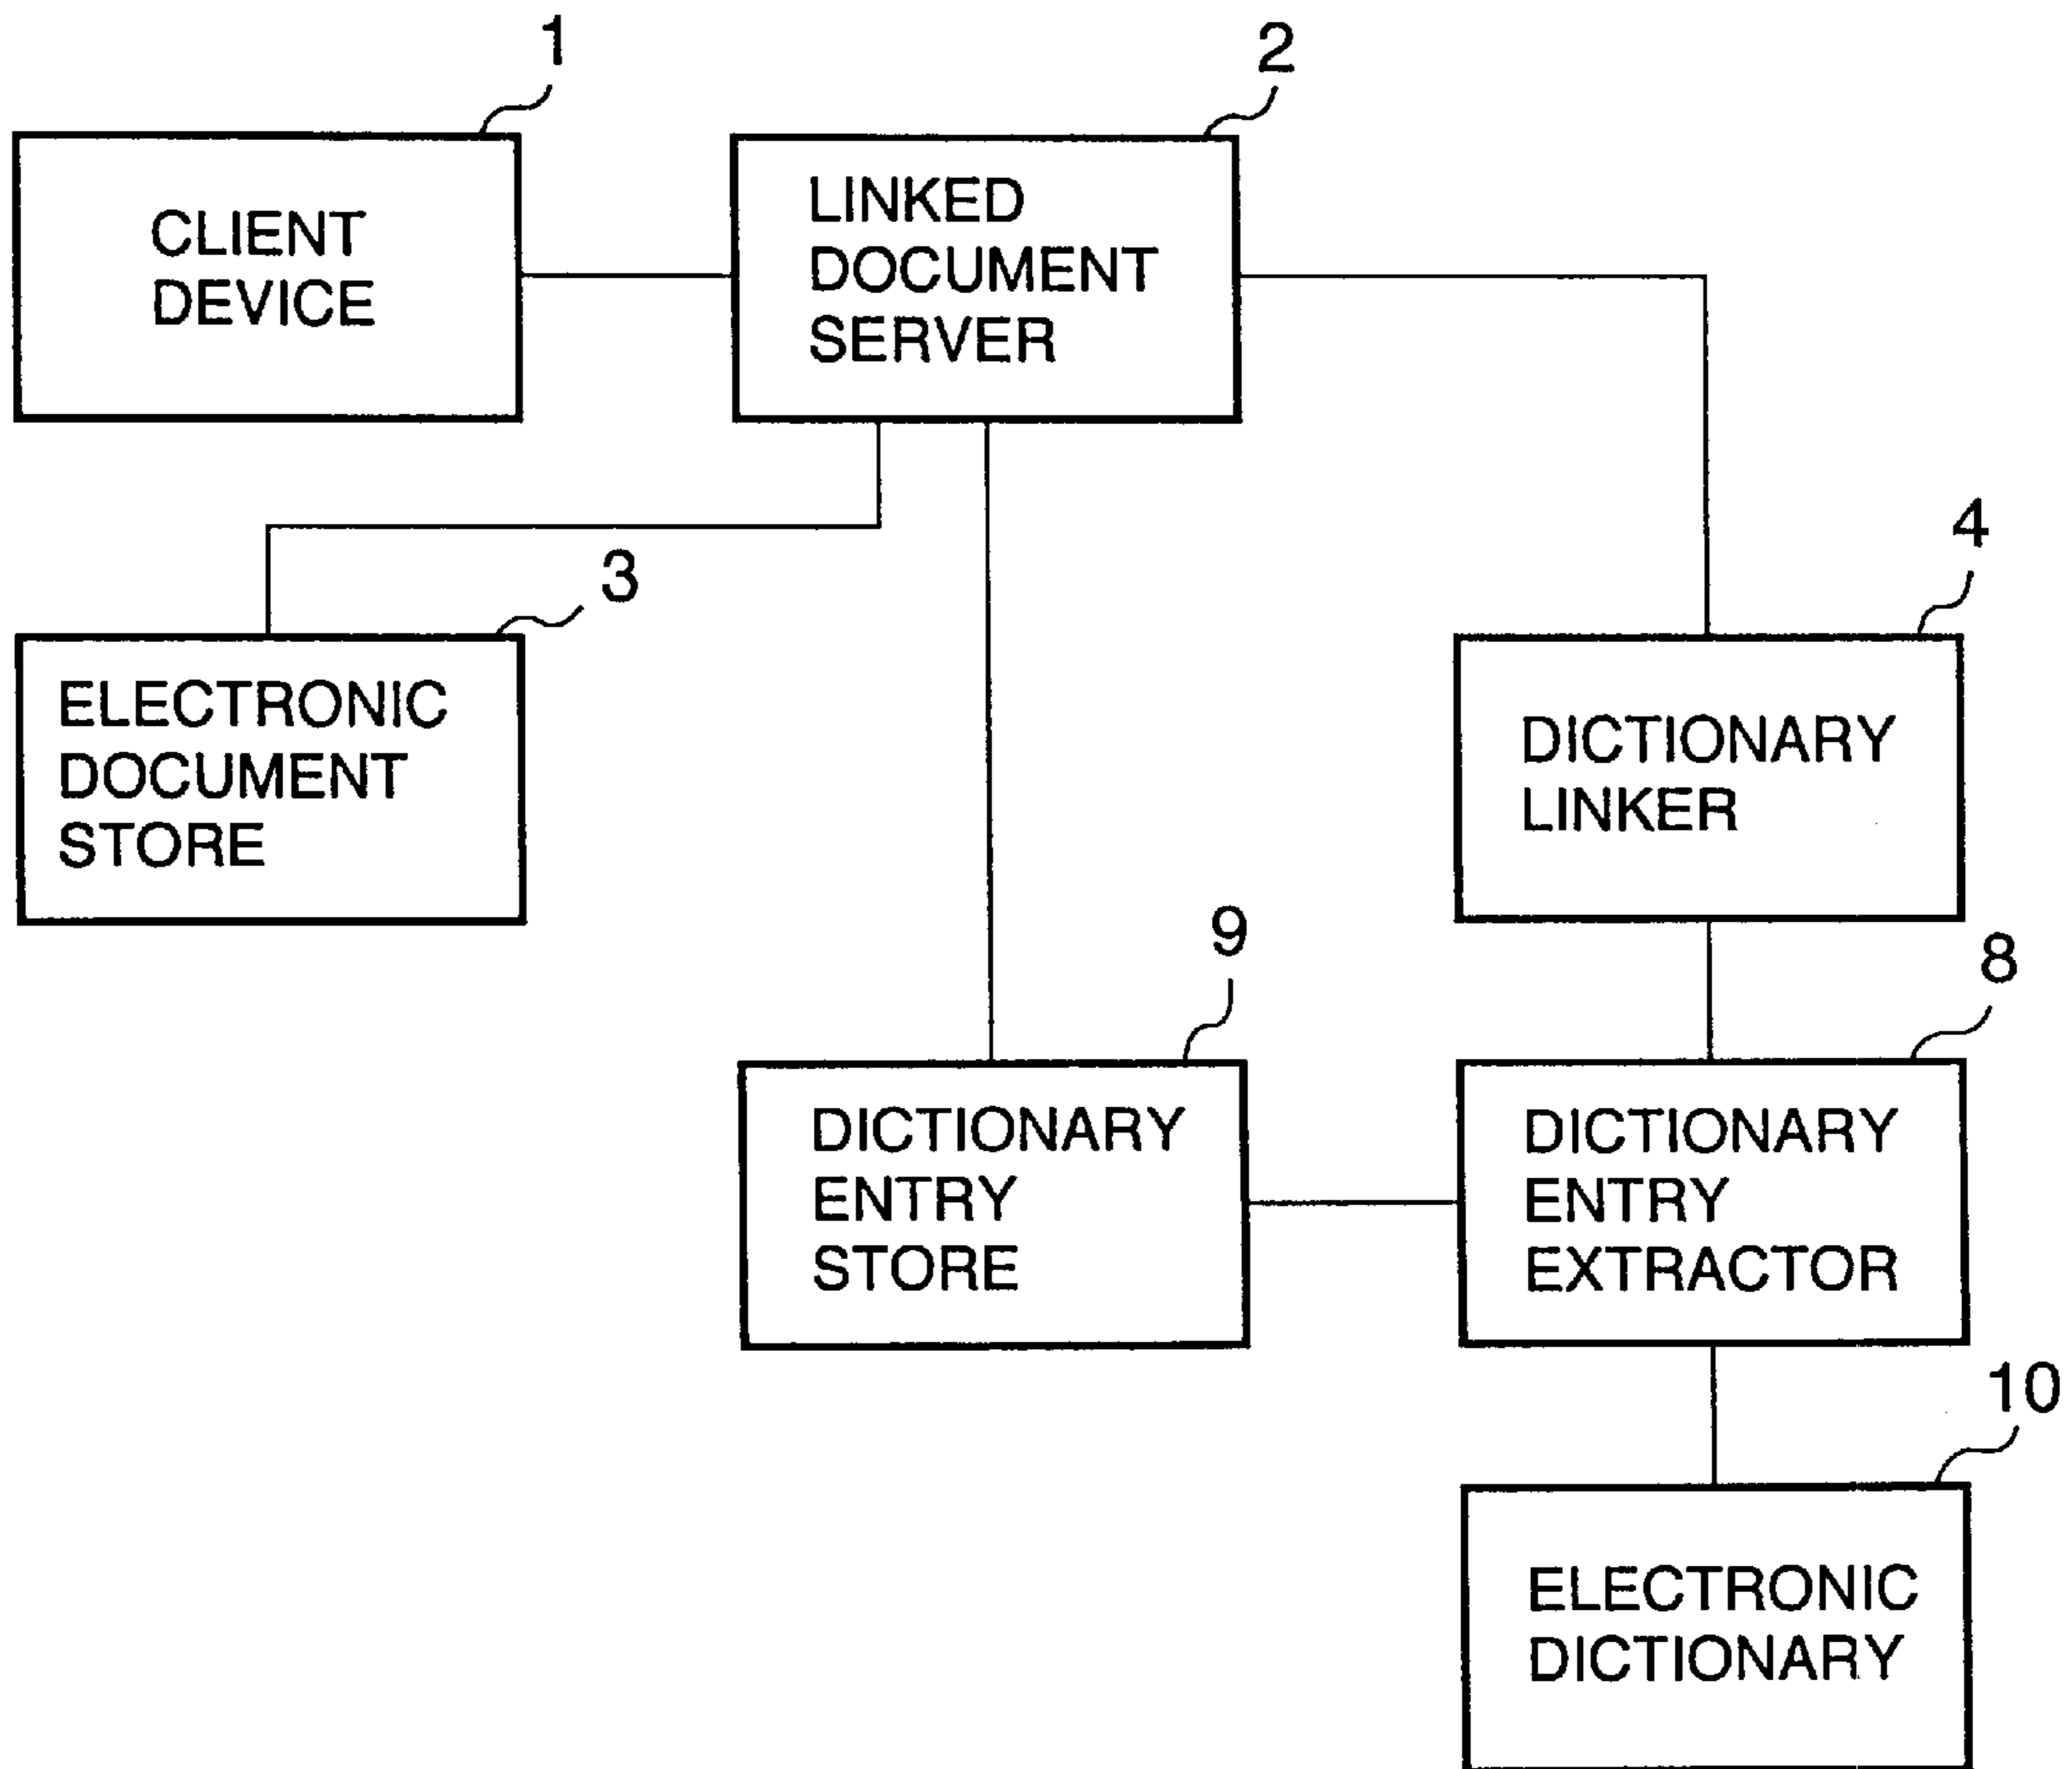 1
2
CLIENT
DEVICE
LINKED
DOCUMENT
SERVER
3
4
ELECTRONIC
DOCUMENT
STORE
DICTIONARY
LINKER
9
8
DICTIONARY
ENTRY
STORE
DICTIONARY
ENTRY
EXTRACTOR
10
ELECTRONIC
DICTIONARY